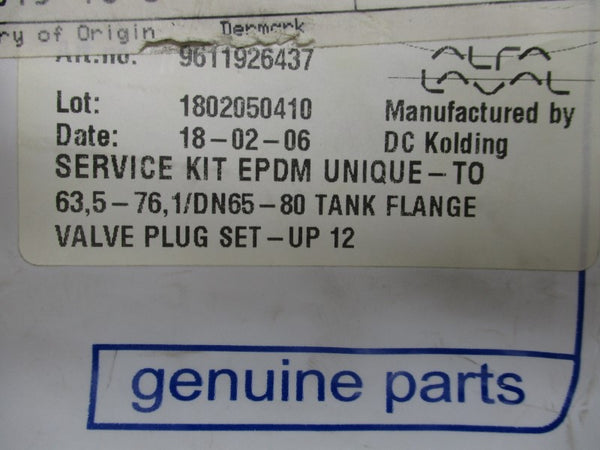 ry of Origin Denmark
Art.no: 9611926437
ALFA
LAVAL
Lot: 1802050410
Manufactured by
Date: 18-02-06
DC Kolding
SERVICE KIT EPDM UNIQUE-TO
63,5-76,1/DN65-80 TANK FLANGE
VALVE PLUG SET-UP 12
genuine parts